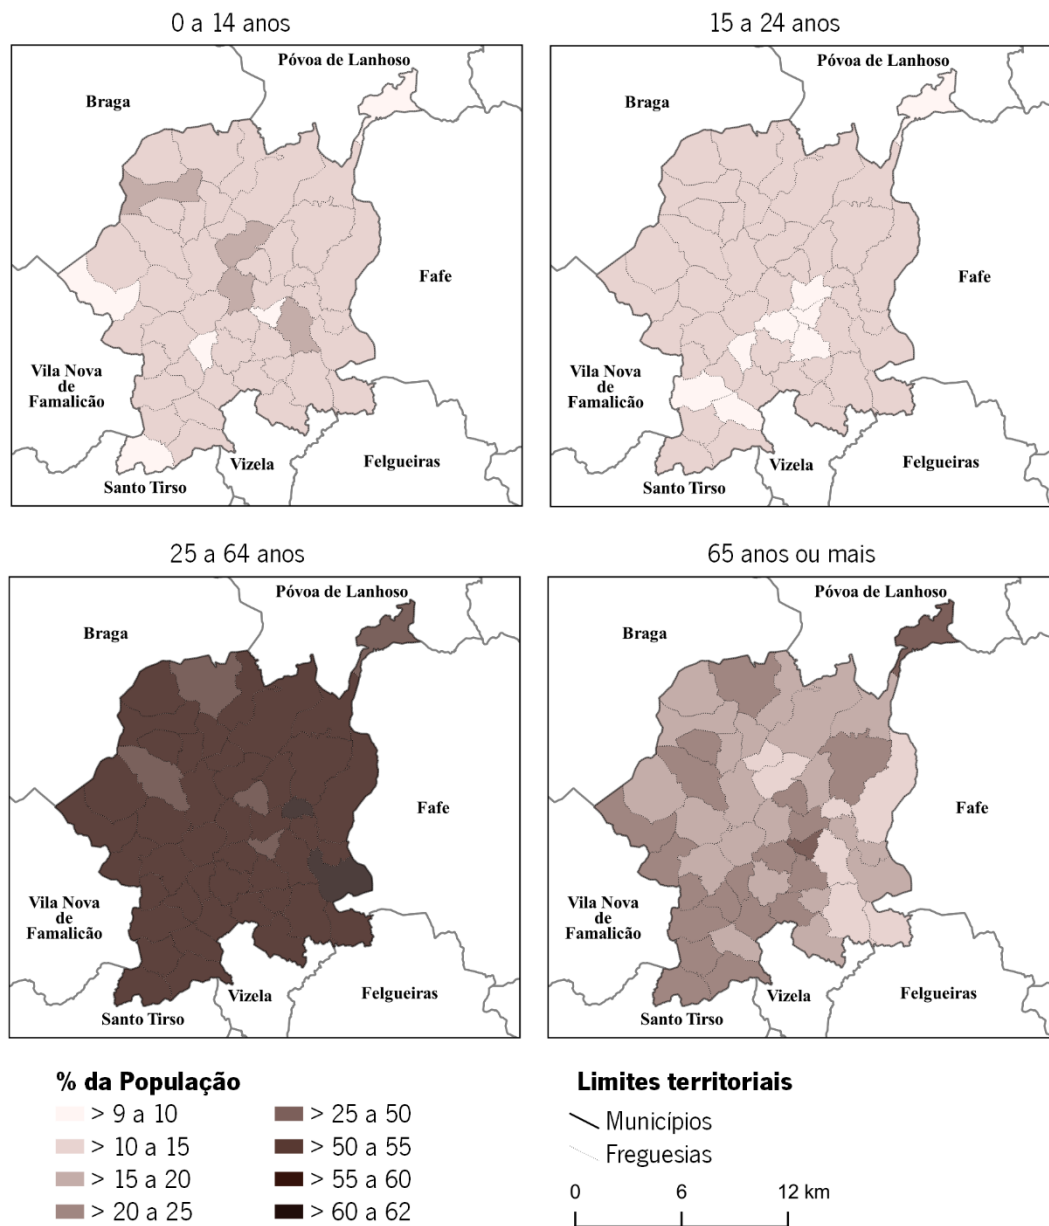 0 a 14 anos
Póvoa de Lanhoso
Braga
Fafe
Vila Nova
de
Famalicão
Vizela
Felgueiras
Santo Tirso
15 a 24 anos
Póvoa de Lanhoso
Braga
Fafe
Vila Nova
de
Famalicão
Vizela
Felgueiras
Santo Tirso
25 a 64 anos
Póvoa de Lanhoso
Braga
Fafe
Vila Nova
de
Famalicão
Vizela
Felgueiras
Santo Tirso
65 anos ou mais
Póvoa de Lanhoso
Braga
Fafe
Vila Nova
de
Famalicão
Vizela
Felgueiras
Santo Tirso
% da População
> 9 a 10
> 10 a 15
> 15 a 20
> 20 a 25
> 25 a 50
> 50 a 55
> 55 a 60
> 60 a 62
Limites territoriais
Municípios
Freguesias
0 6 12 km